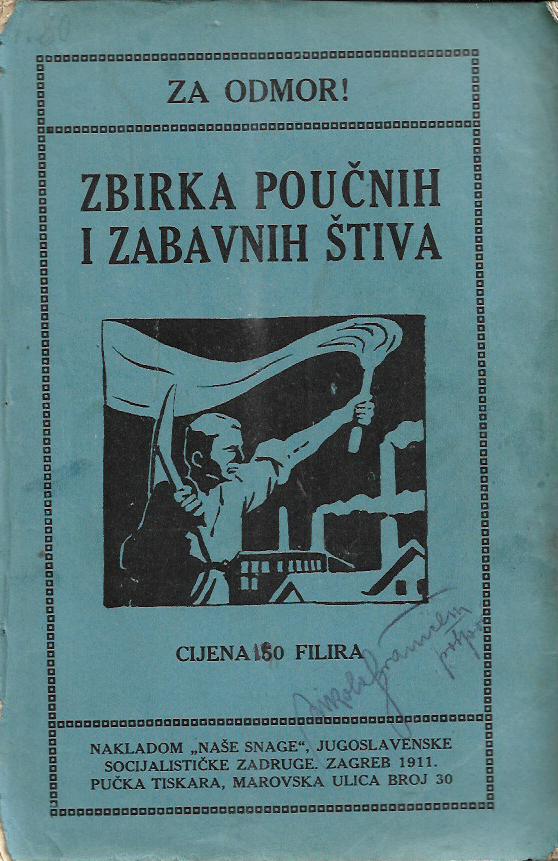 ZA ODMOR!
ZBIRKA POUČNIH
I ZABAVNIH ŠTIVA
CIJENA 60 FILIRA
NAKLADOM „NAŠE SNAGE“, JUGOSLAVENSKE
SOCIJALISTIČKE ZADRUGE. ZAGREB 1911.
PUČKA TISKARA, MAROVSKA ULICA BROJ 30